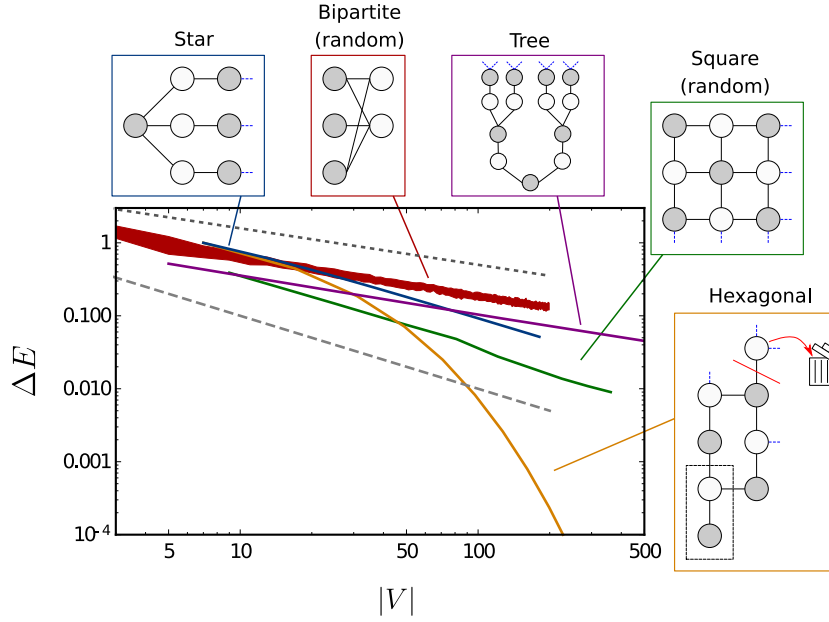 Star
Bipartite
(random)
Tree
Square
(random)
Hexagonal
ΔE
1
0.100
0.010
0.001
10⁻⁴
5
10
50
100
500
|V|